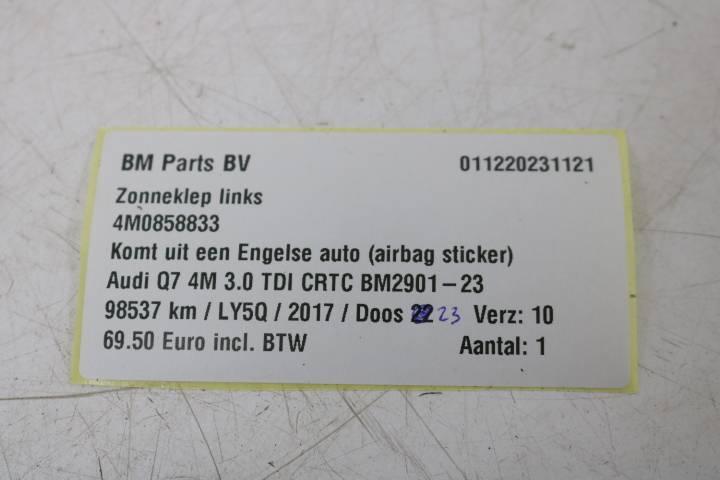 BM Parts BV 011220231121
Zonneklep links
4M0858833
Komt uit een Engelse auto (airbag sticker)
Audi Q7 4M 3.0 TDI CRTC BM2901-23
98537 km / LY5Q / 2017 / Doos 22 23 Verz: 10
69.50 Euro incl. BTW Aantal: 1